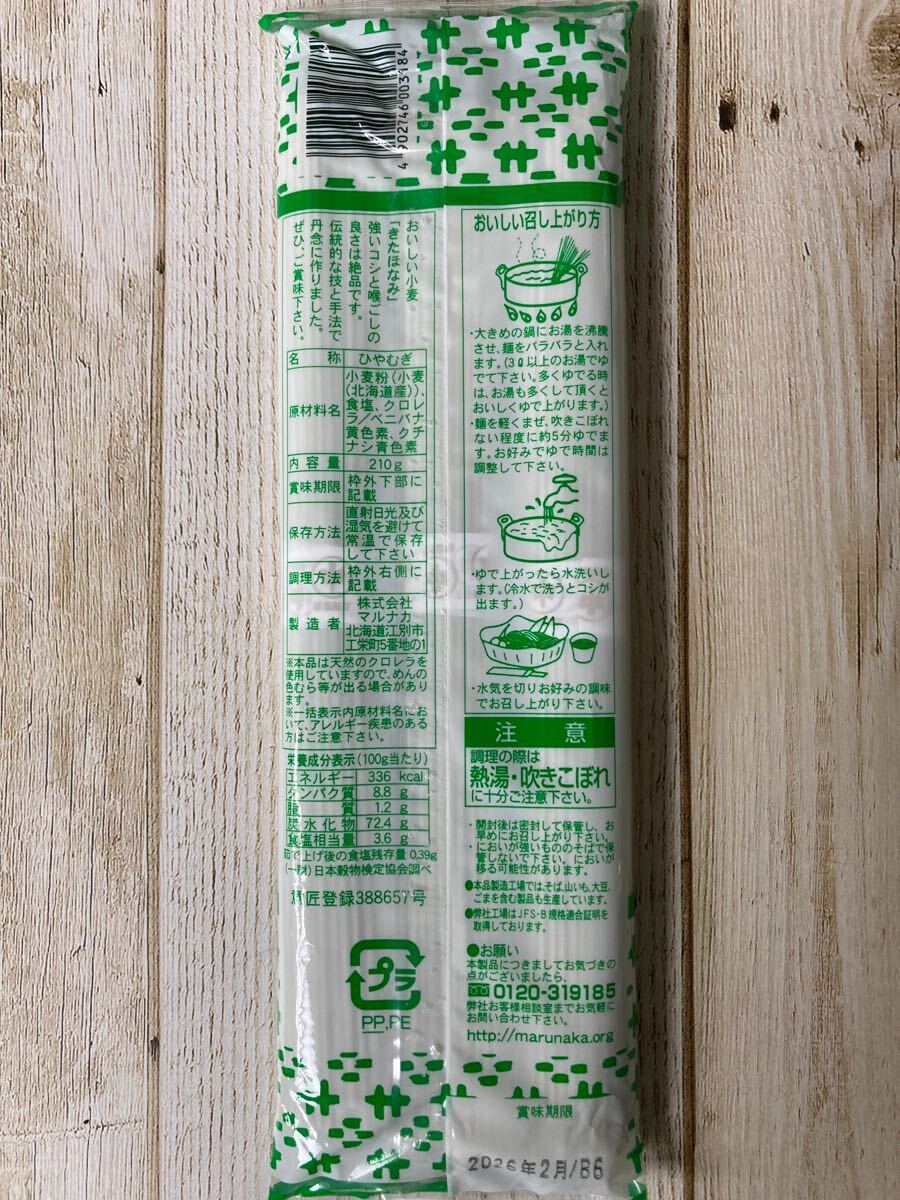 4 902746 003184
おいしい小麦
「きたほなみ」
強いコシと喉ごしの
良さは絶品です。
伝統的な技と手法で
丹念に作りました。
ぜひ、ご賞味下さい。
名称 ひやむぎ
原材料名 小麦粉(小麦
(北海道産))、
食塩、クロレ
ラ/ベニバナ
黄色素、クチ
ナシ青色素
内容量 210g
賞味期限 枠外下部に
記載
保存方法 直射日光及び
湿気を避けて
常温で保存
して下さい
調理方法 枠外右側に
記載
製造者 株式会社
マルナカ
北海道江別市
工栄町5番地の1
※本品は天然のクロレラを
使用していますので、めんの
色むら等が出る場合があり
ます。
※一括表示内原材料名にお
いて、アレルギー疾患のある
方はご注意下さい。
栄養成分表示(100g当たり)
エネルギー 336 kcal
タンパク質 8.8 g
脂質 1.2 g
炭水化物 72.4 g
食塩相当量 3.6 g
茹で上げ後の食塩残存量 0.39g
(一財)日本穀物検定協会調べ
意匠登録388657号
プラ
PP,PE
おいしい召し上がり方
・大きめの鍋にお湯を沸騰
させ、麺をバラバラと入れ
ます。(3ℓ以上のお湯でゆ
でて下さい。多くゆでる時
は、お湯も多くして頂くと
おいしくゆで上がります。)
・麺を軽くまぜ、吹きこぼれ
ない程度に約5分ゆでま
す。お好みでゆで時間は
調整して下さい。
・ゆで上がったら水洗いし
ます。(冷水で洗うとコシが
出ます。)
・水気を切りお好みの調味
でお召し上がり下さい。
注意
調理の際は
熱湯・吹きこぼれ
に十分ご注意下さい。
・開封後は密封して保管し、お
早めにお召し上がり下さい。
・においが強いもののそばで保
管しないで下さい。においが
移る可能性があります。
●本品製造工場では、そば、山いも、大豆、
ごまを含む製品も生産しています。
●弊社工場はJFS-B規格適合証明を
取得しております。
●お願い
本製品につきましてお気づきの
点がございましたら、
0120-319185
弊社お客様相談室までお気軽に
お問い合わせ下さい。
http://marunaka.org
賞味期限
2026年2月/B6